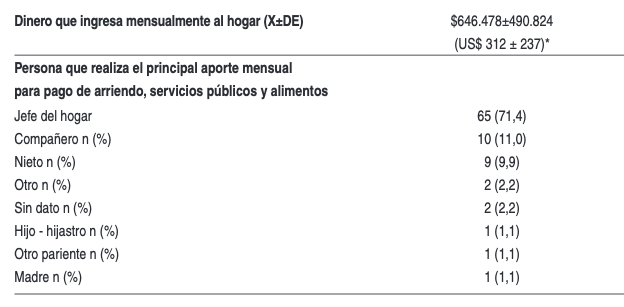 Dinero que ingresa mensualmente al hogar (X±DE) $646.478±490.824
(US$ 312 ± 237)*
Persona que realiza el principal aporte mensual
para pago de arriendo, servicios públicos y alimentos
Jefe del hogar 65 (71,4)
Compañero n (%) 10 (11,0)
Nieto n (%) 9 (9,9)
Otro n (%) 2 (2,2)
Sin dato n (%) 2 (2,2)
Hijo - hijastro n (%) 1 (1,1)
Otro pariente n (%) 1 (1,1)
Madre n (%) 1 (1,1)